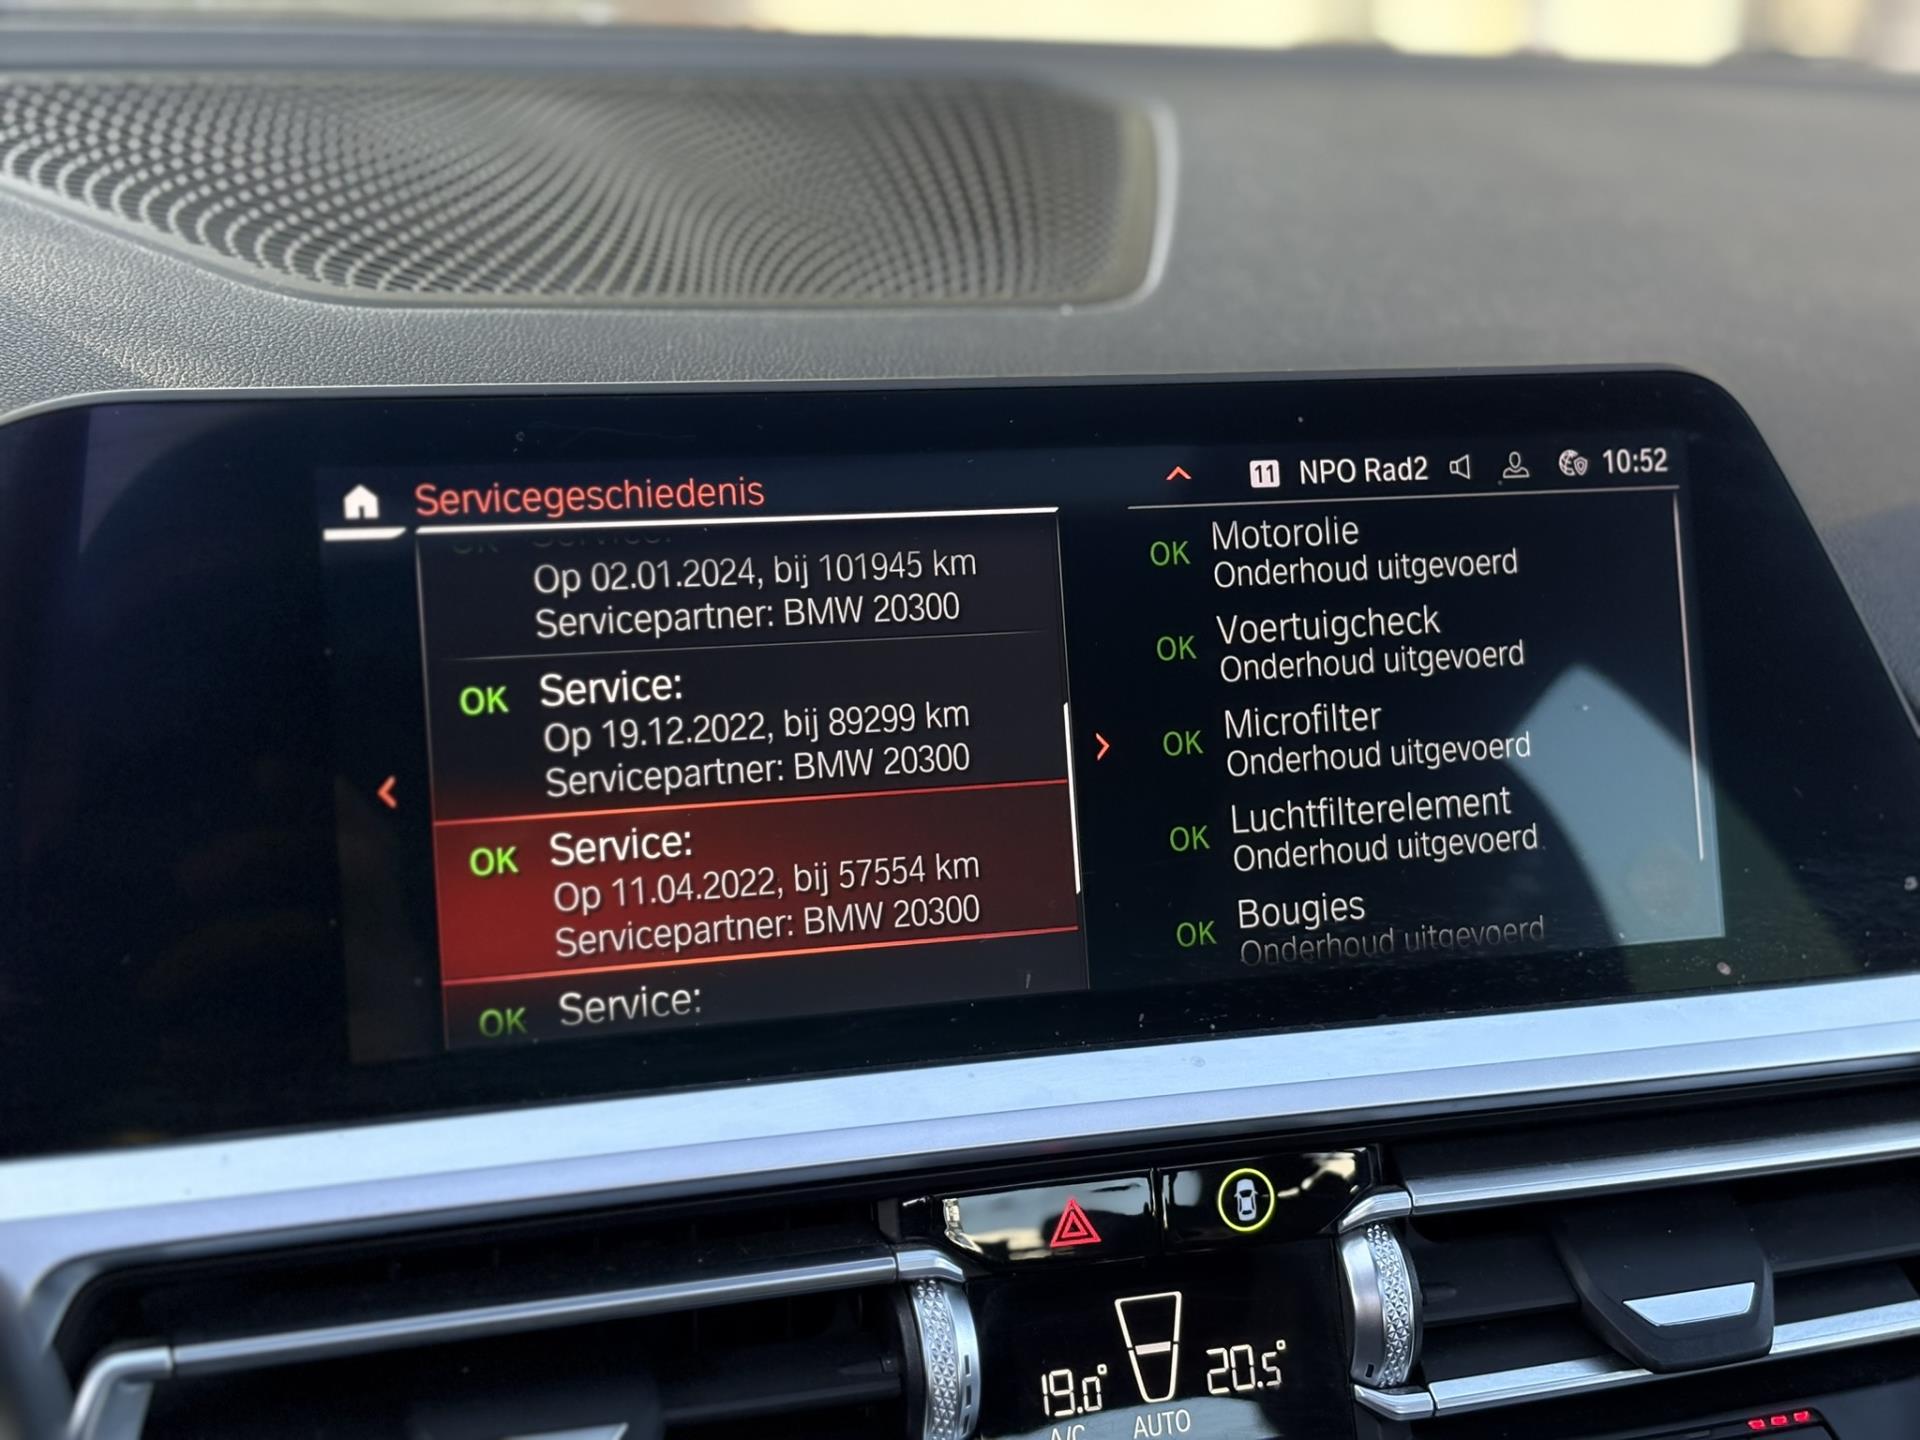 Servicegeschiedenis
11 NPO Rad2 10:52
Op 02.01.2024, bij 101945 km
Servicepartner: BMW 20300
OK Service:
Op 19.12.2022, bij 89299 km
Servicepartner: BMW 20300
OK Service:
Op 11.04.2022, bij 57554 km
Servicepartner: BMW 20300
OK Service:
OK Motorolie
Onderhoud uitgevoerd
OK Voertuigcheck
Onderhoud uitgevoerd
OK Microfilter
Onderhoud uitgevoerd
OK Luchtfilterelement
Onderhoud uitgevoerd
OK Bougies
Onderhoud uitgevoerd
19.0° 20.5°
A/C AUTO